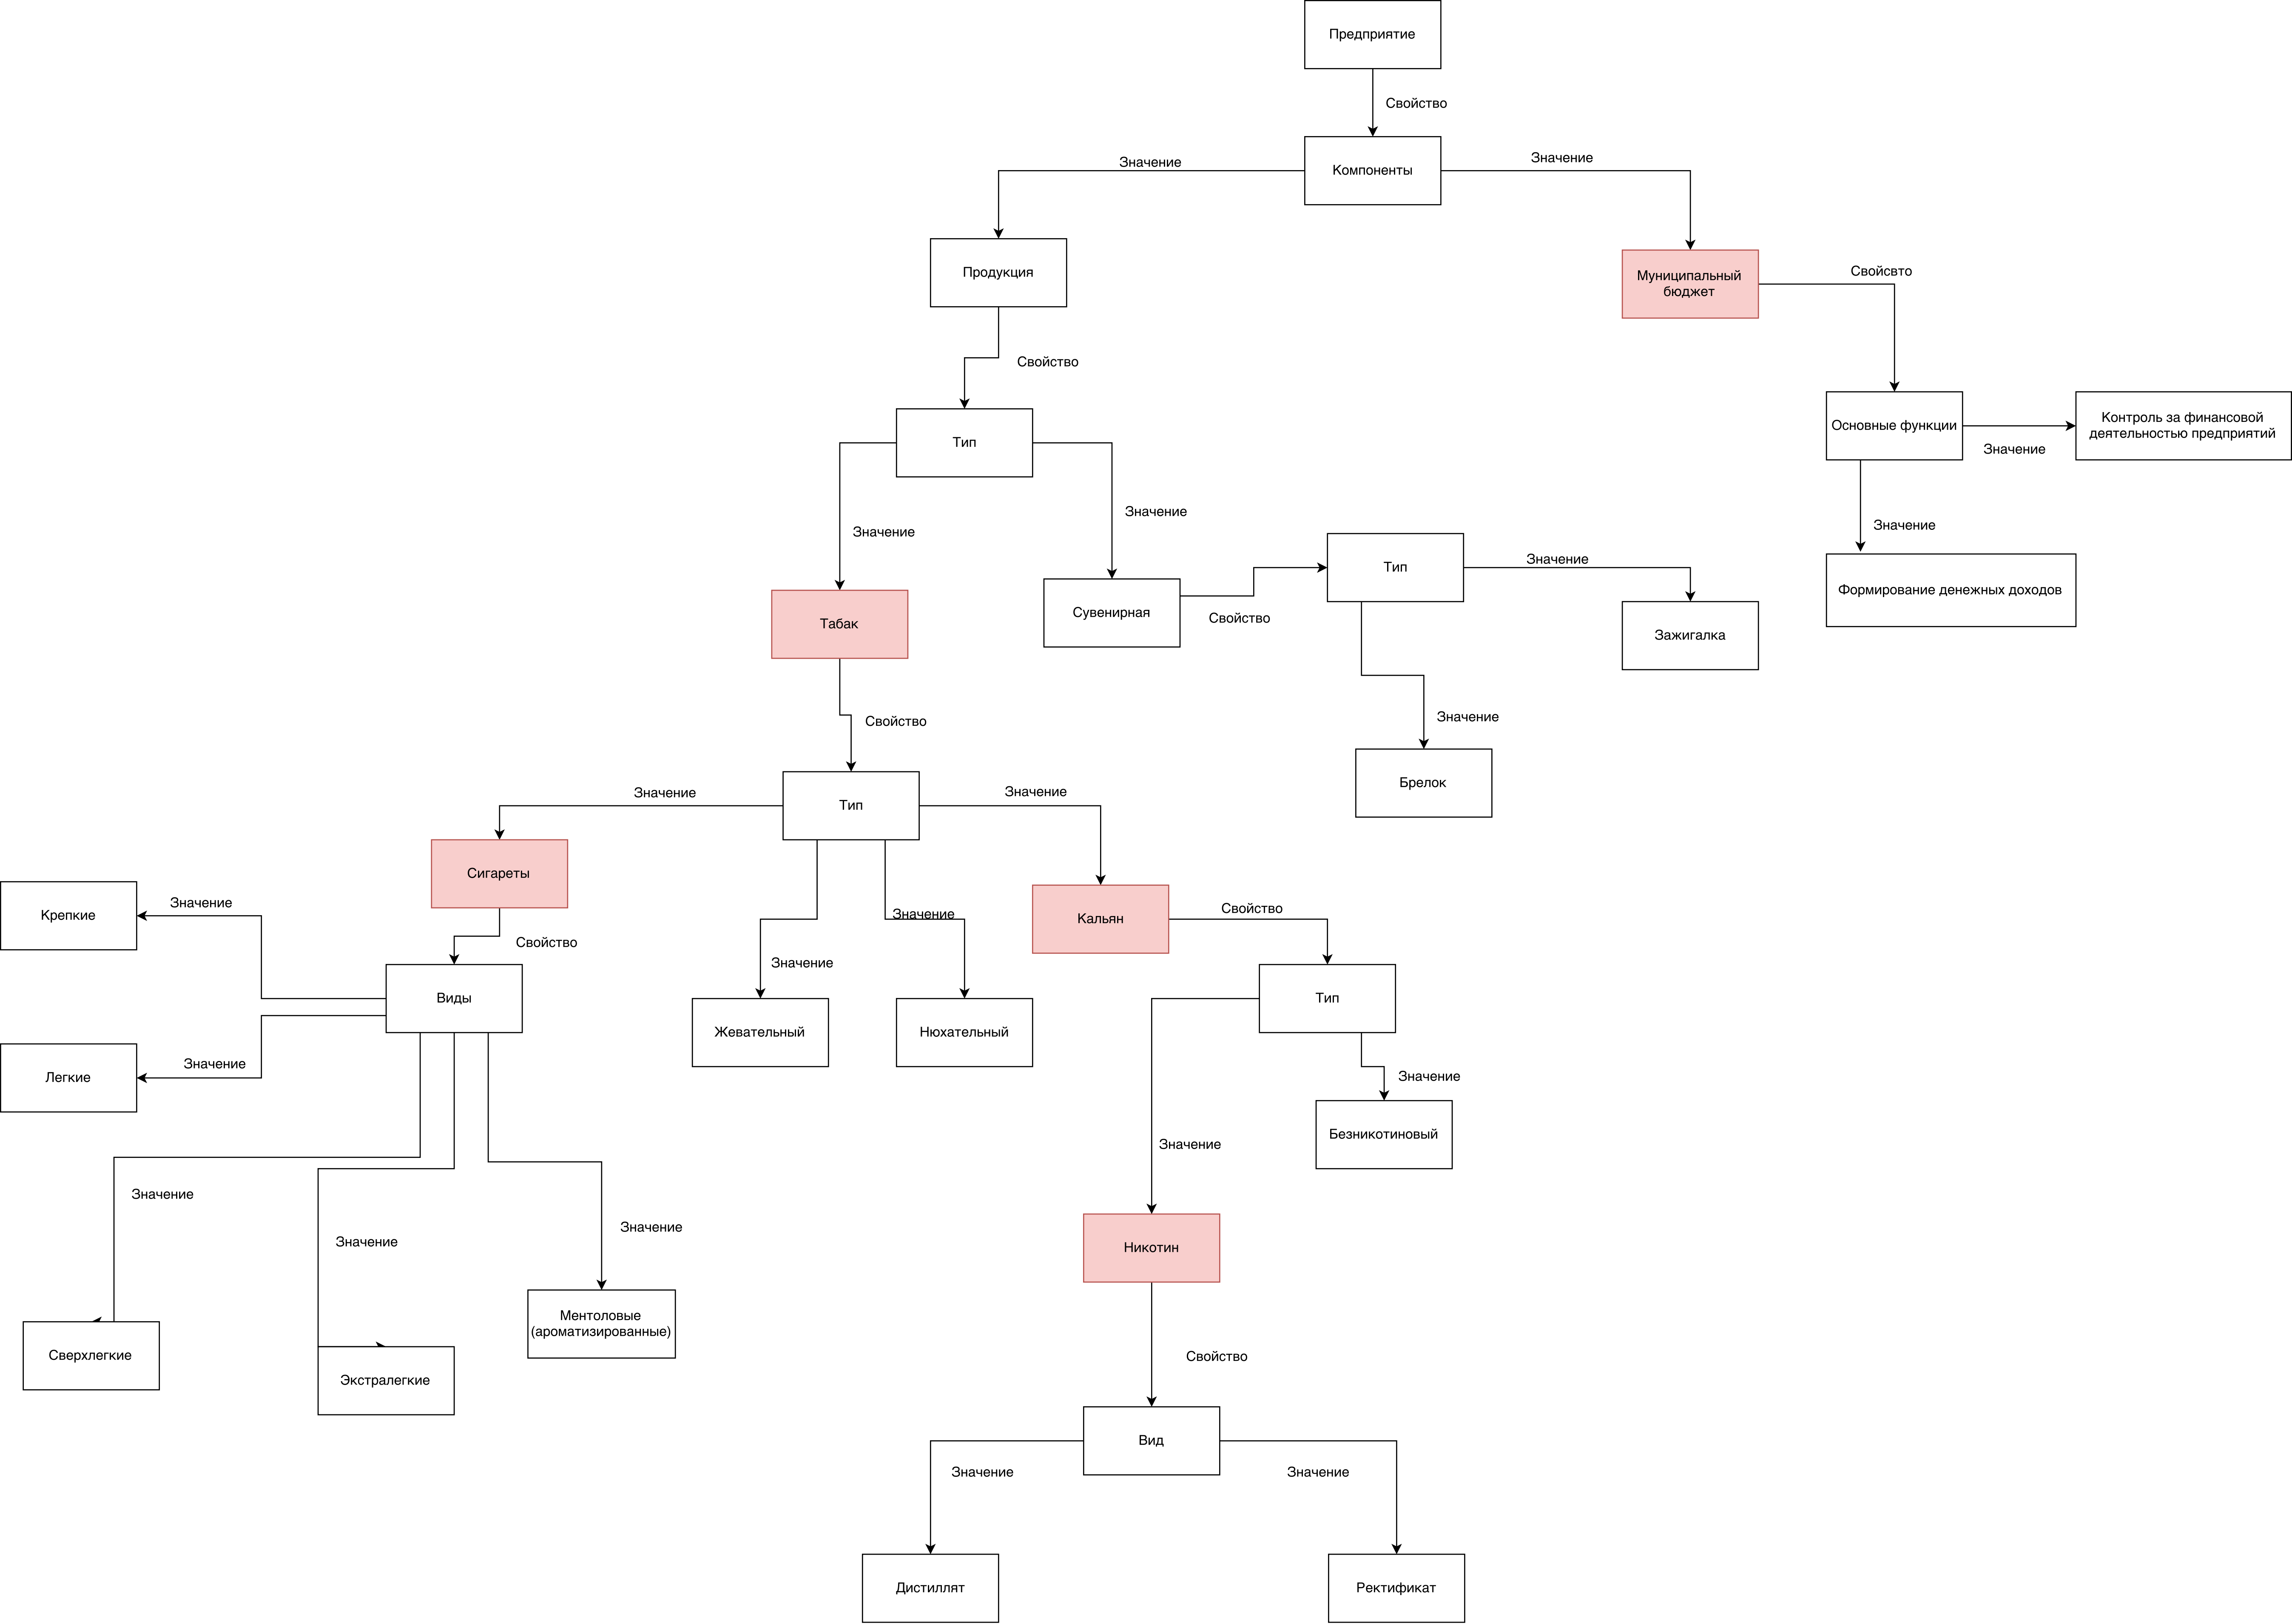 Предприятие
Свойство
Компоненты
Значение
Значение
Продукция
Муниципальный
бюджет
Свойсвто
Свойство
Тип
Основные функции
Контроль за финансовой
деятельностью предприятий
Значение
Значение
Значение
Значение
Тип
Значение
Формирование денежных доходов
Табак
Сувенирная
Свойство
Зажигалка
Свойство
Значение
Брелок
Значение
Тип
Значение
Сигареты
Крепкие
Значение
Свойство
Значение
Кальян
Свойство
Виды
Значение
Тип
Жевательный
Нюхательный
Легкие
Значение
Значение
Безникотиновый
Значение
Значение
Значение
Значение
Никотин
Ментоловые
(ароматизированные)
Сверхлегкие
Экстралегкие
Свойство
Вид
Значение
Значение
Дистиллят
Ректификат